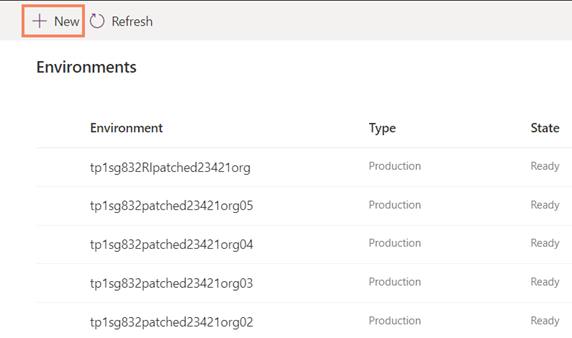 New Refresh
Environments
Environment Type State
tp1sg832RIpatched23421org Production Ready
tp1sg832patched23421org05 Production Ready
tp1sg832patched23421org04 Production Ready
tp1sg832patched23421org03 Production Ready
tp1sg832patched23421org02 Production Ready